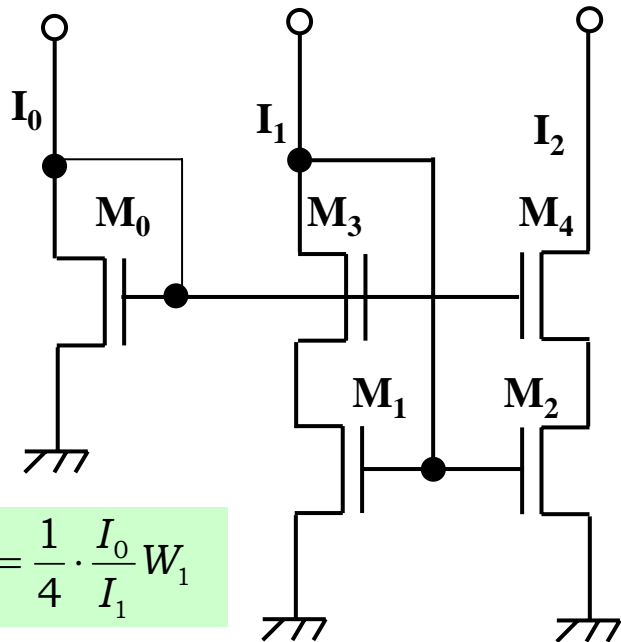 I₀
I₁
I₂
M₀
M₃
M₄
M₁
M₂
= 1/4 · I₀/I₁ W₁